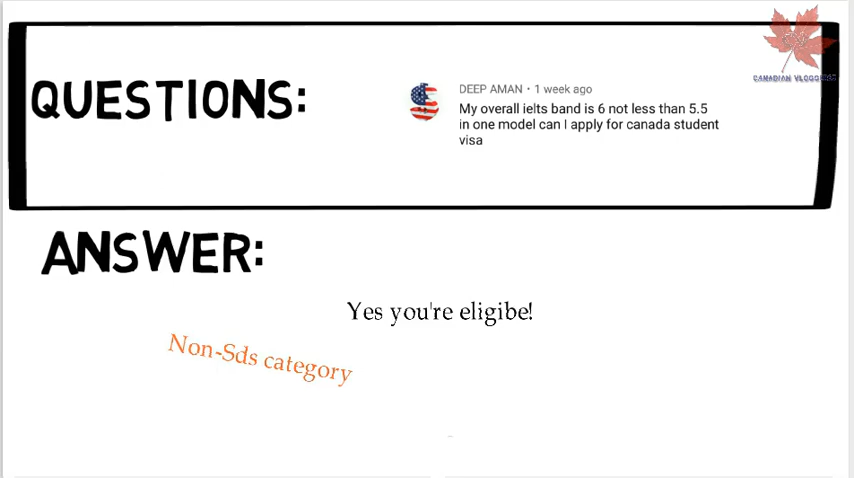 QUESTIONS:
DEEP AMAN • 1 week ago
My overall ielts band is 6 not less than 5.5
in one model can I apply for canada student
visa
ANSWER:
Yes you're eligibe!
Non-Sds category